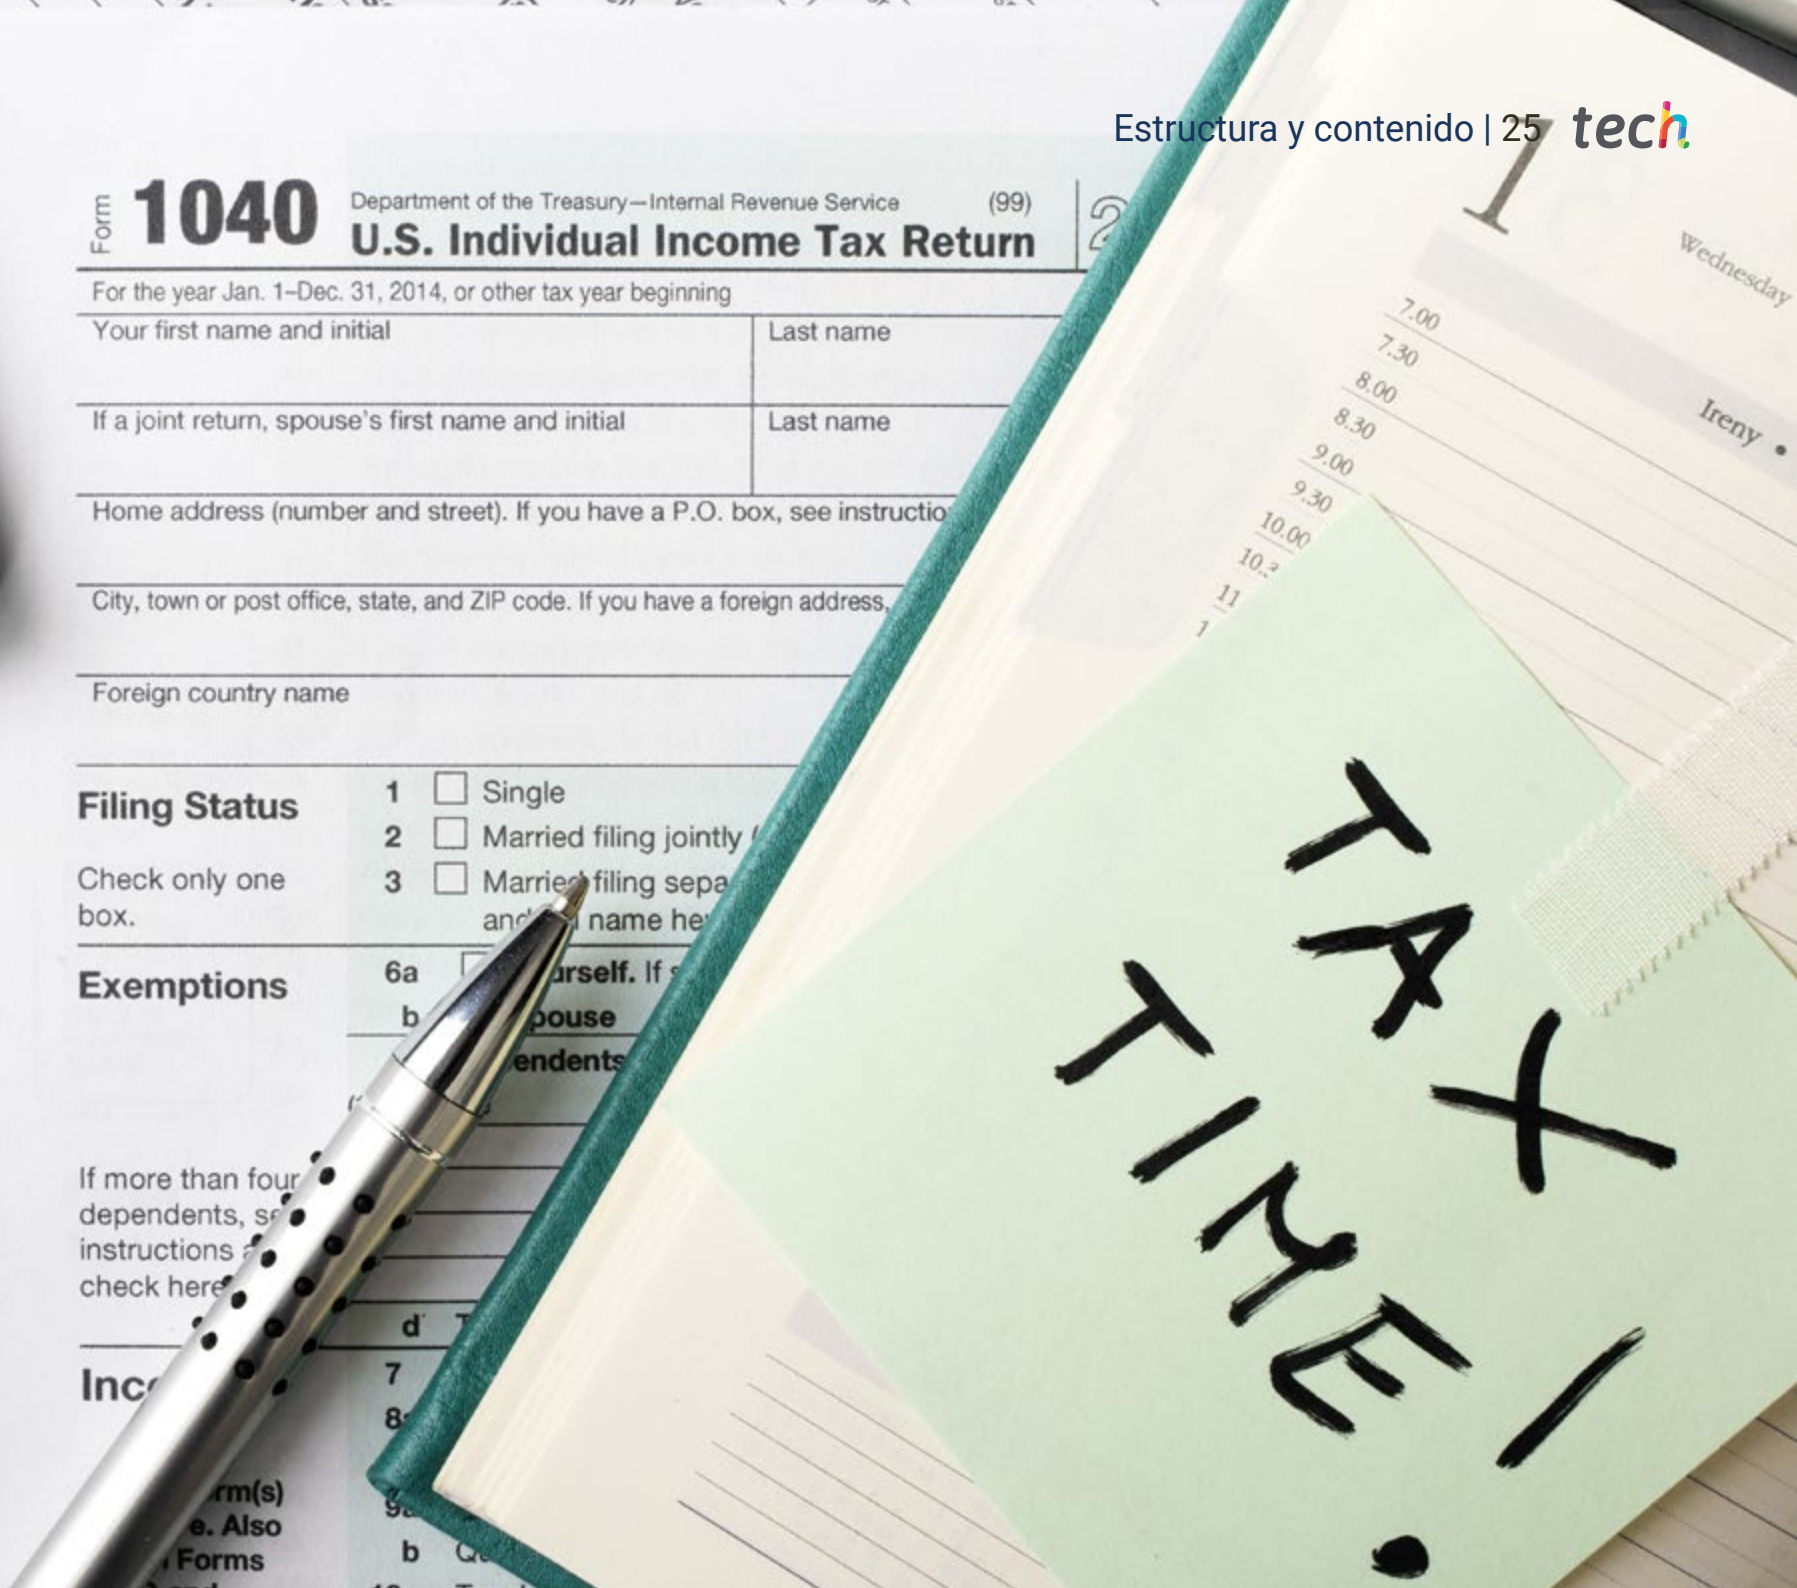 Estructura y contenido | 25 tech
Form 1040
Department of the Treasury—Internal Revenue Service (99)
U.S. Individual Income Tax Return
For the year Jan. 1–Dec. 31, 2014, or other tax year beginning
Your first name and initial Last name
If a joint return, spouse's first name and initial Last name
Home address (number and street). If you have a P.O. box, see
City, town or post office, state, and ZIP code. If you have a foreign address,
Foreign country name
Filing Status
Check only one
box.
1 Single
2 Married filing jointly
3 Married filing
name
Exemptions
6a If
b
If more than four
dependents,
instructions
check here
d
7
b
Forms
1
Wednesday
Ireny •
7.00
7.30
8.00
8.30
9.00
9.30
10.00
11
TAX
TIME!